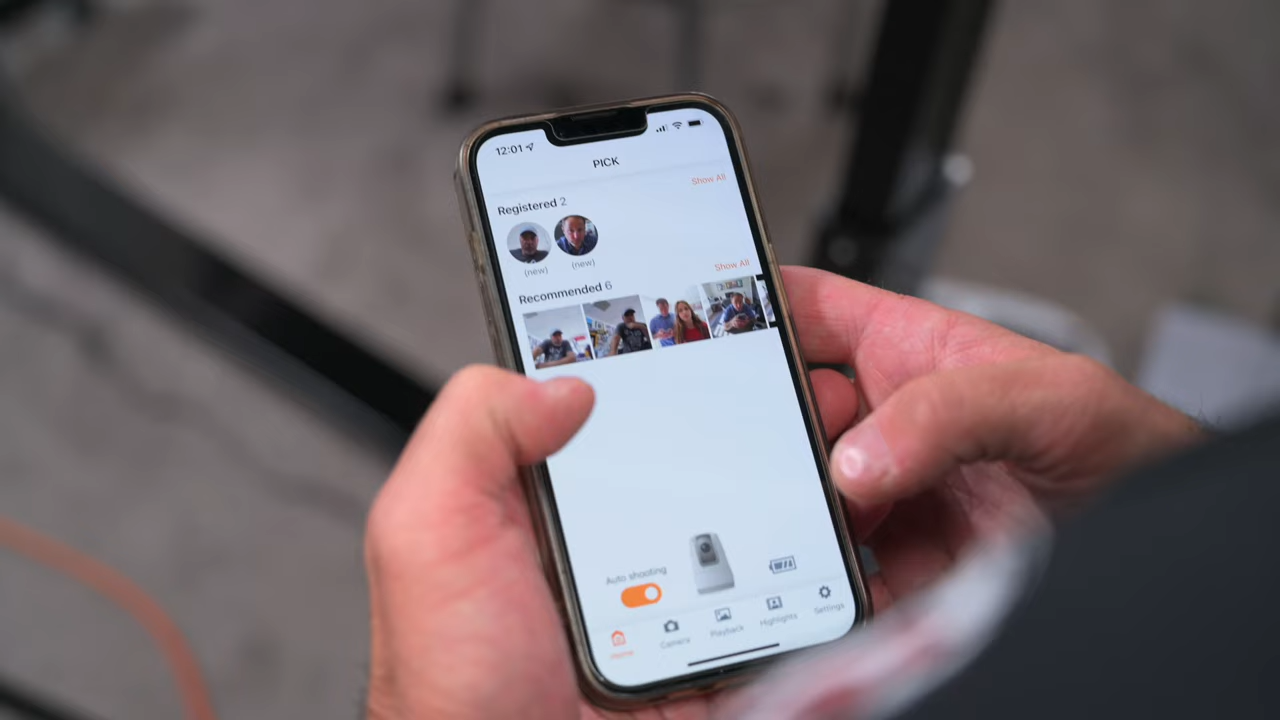 12:01
PICK
Show All
Registered 2
(new) (new)
Show All
Recommended 6
Auto shooting
Home Camera Playback Highlights Settings